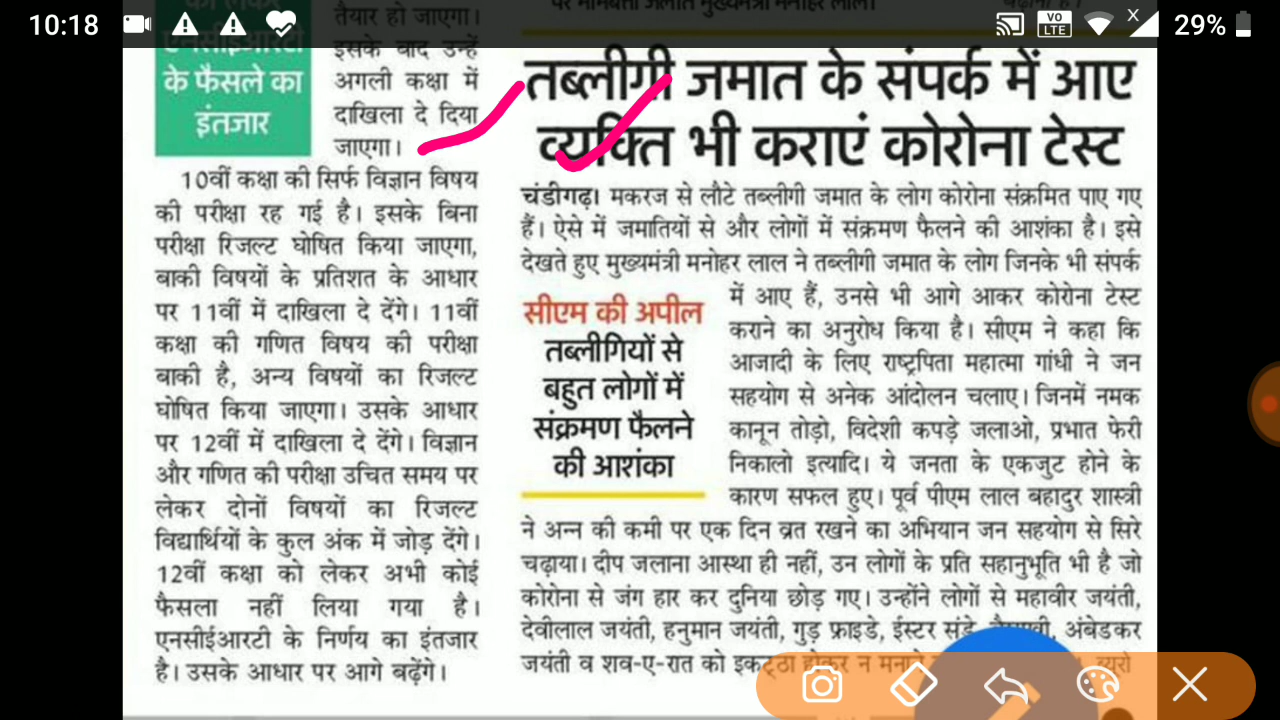 10:18
VO
LTE
X
29%
के फैसले का
इंतजार
तैयार हो जाएगा।
इसके बाद उन्हें
अगली कक्षा में
दाखिला दे दिया
जाएगा।
10वीं कक्षा की सिर्फ विज्ञान विषय
की परीक्षा रह गई है। इसके बिना
परीक्षा रिजल्ट घोषित किया जाएगा,
बाकी विषयों के प्रतिशत के आधार
पर 11वीं में दाखिला दे देंगे। 11वीं
कक्षा की गणित विषय की परीक्षा
बाकी है, अन्य विषयों का रिजल्ट
घोषित किया जाएगा। उसके आधार
पर 12वीं में दाखिला दे देंगे। विज्ञान
और गणित की परीक्षा उचित समय पर
लेकर दोनों विषयों का रिजल्ट
विद्यार्थियों के कुल अंक में जोड़ देंगे।
12वीं कक्षा को लेकर अभी कोई
फैसला नहीं लिया गया है।
एनसीईआरटी के निर्णय का इंतजार
है। उसके आधार पर आगे बढ़ेंगे।
तब्लीगी जमात के संपर्क में आए
व्यक्ति भी कराएं कोरोना टेस्ट
चंडीगढ़। मकरज से लौटे तब्लीगी जमात के लोग कोरोना संक्रमित पाए गए
हैं। ऐसे में जमातियों से और लोगों में संक्रमण फैलने की आशंका है। इसे
देखते हुए मुख्यमंत्री मनोहर लाल ने तब्लीगी जमात के लोग जिनके भी संपर्क
में आए हैं, उनसे भी आगे आकर कोरोना टेस्ट
कराने का अनुरोध किया है। सीएम ने कहा कि
आजादी के लिए राष्ट्रपिता महात्मा गांधी ने जन
सहयोग से अनेक आंदोलन चलाए। जिनमें नमक
कानून तोड़ो, विदेशी कपड़े जलाओ, प्रभात फेरी
निकालो इत्यादि। ये जनता के एकजुट होने के
कारण सफल हुए। पूर्व पीएम लाल बहादुर शास्त्री
सीएम की अपील
तब्लीगियों से
बहुत लोगों में
संक्रमण फैलने
की आशंका
ने अन्न की कमी पर एक दिन व्रत रखने का अभियान जन सहयोग से सिरे
चढ़ाया। दीप जलाना आस्था ही नहीं, उन लोगों के प्रति सहानुभूति भी है जो
कोरोना से जंग हार कर दुनिया छोड़ गए। उन्होंने लोगों से महावीर जयंती,
देवीलाल जयंती, हनुमान जयंती, गुड़ फ्राइडे, ईस्टर संडे, अंबेडकर
जयंती व शव-ए-रात को इकट्ठा होकर न